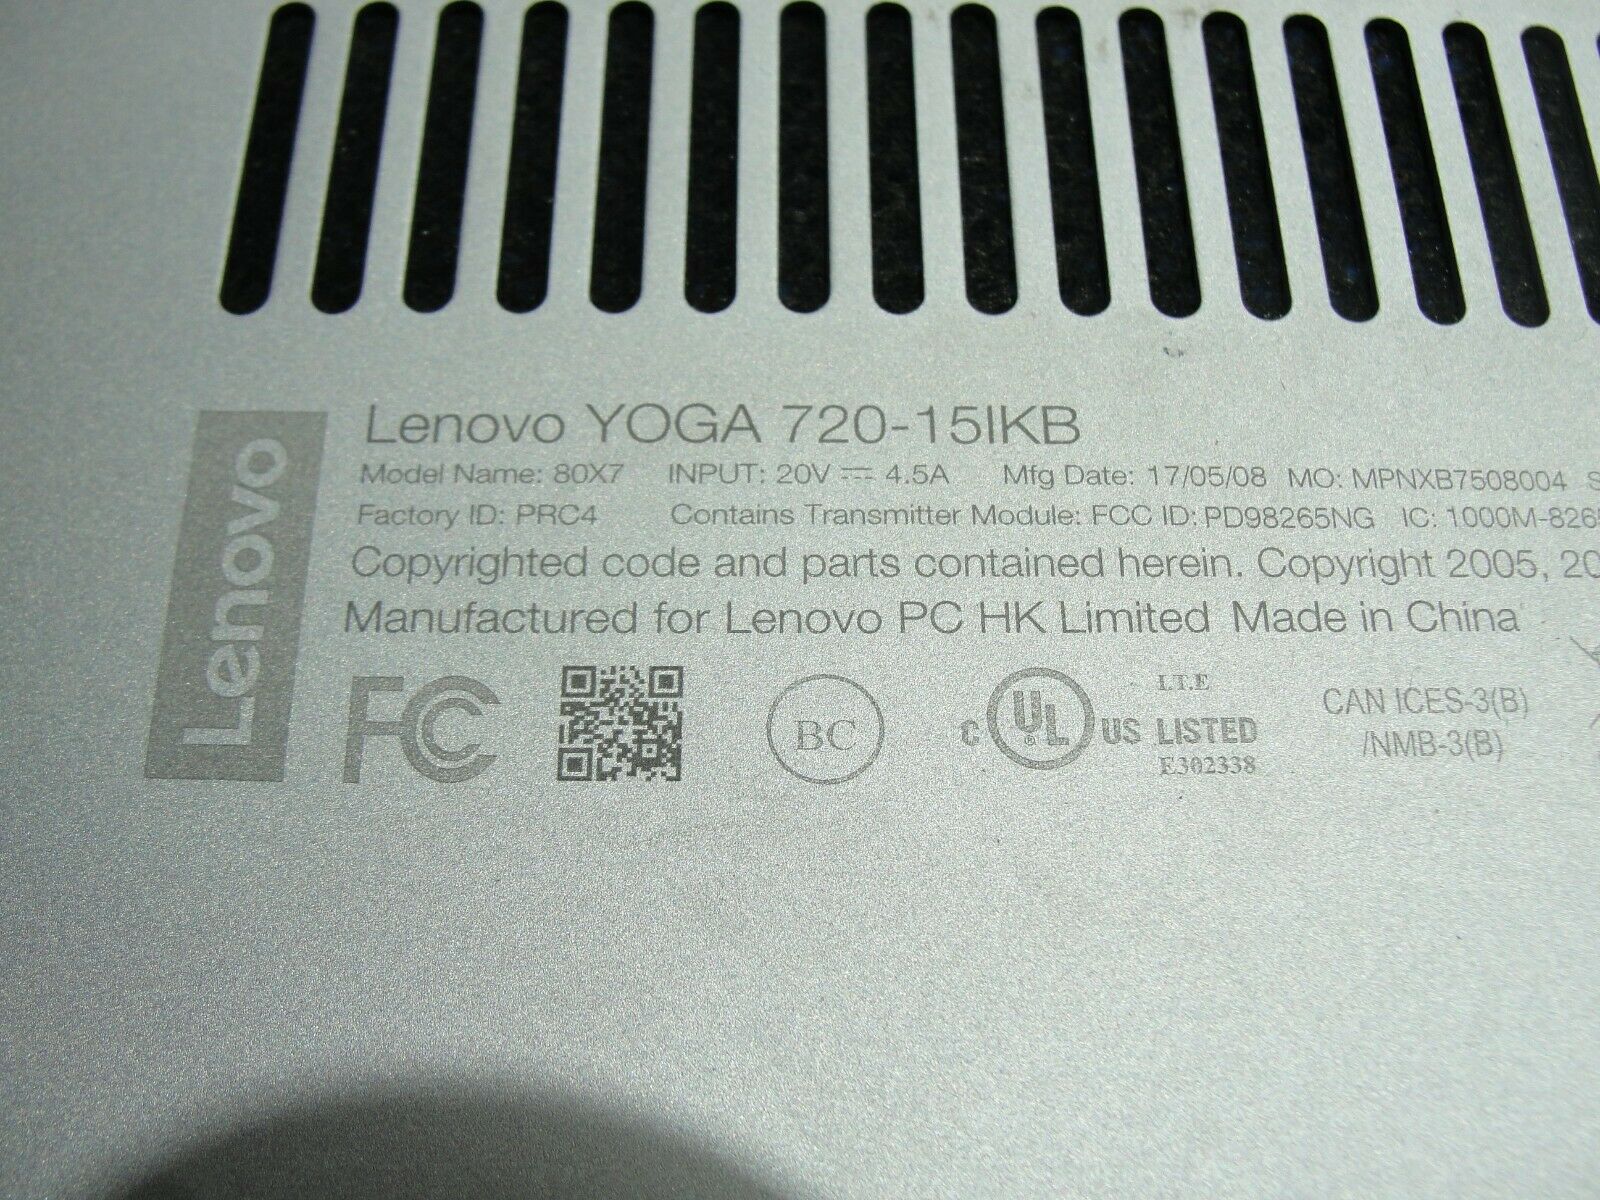 Lenovo YOGA 720-15IKB
Model Name: 80X7 INPUT: 20V ⎓ 4.5A Mfg Date: 17/05/08 MO: MPNXB7508004 S
Factory ID: PRC4 Contains Transmitter Module: FCC ID: PD98265NG IC: 1000M-8265
Copyrighted code and parts contained herein. Copyright 2005, 20
Manufactured for Lenovo PC HK Limited Made in China
Lenovo
FC
BC
C UL US LISTED
I.T.E
E302338
CAN ICES-3(B)
/NMB-3(B)